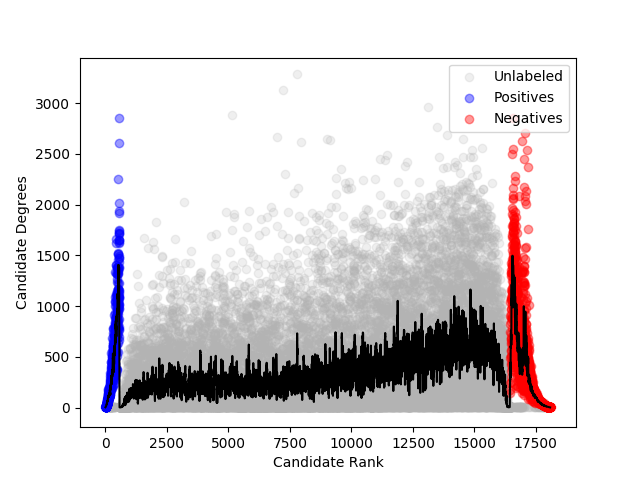 Unlabeled
Positives
Negatives
3000
2500
2000
1500
1000
500
0
Candidate Degrees
0 2500 5000 7500 10000 12500 15000 17500
Candidate Rank